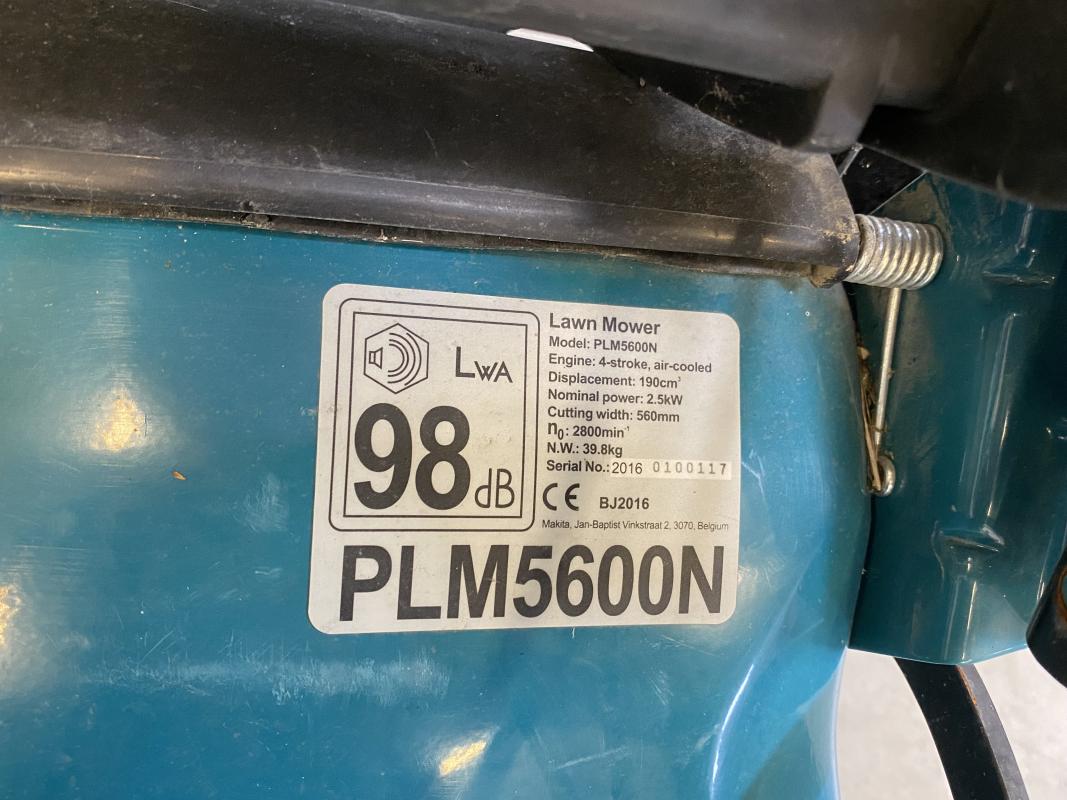 LWA
98 dB
Lawn Mower
Model: PLM5600N
Engine: 4-stroke, air-cooled
Displacement: 190cm³
Nominal power: 2.5kW
Cutting width: 560mm
n₀: 2800min⁻¹
N.W.: 39.8kg
Serial No.: 2016 0100117
CE BJ2016
Makita, Jan-Baptist Vinkstraat 2, 3070, Belgium
PLM5600N